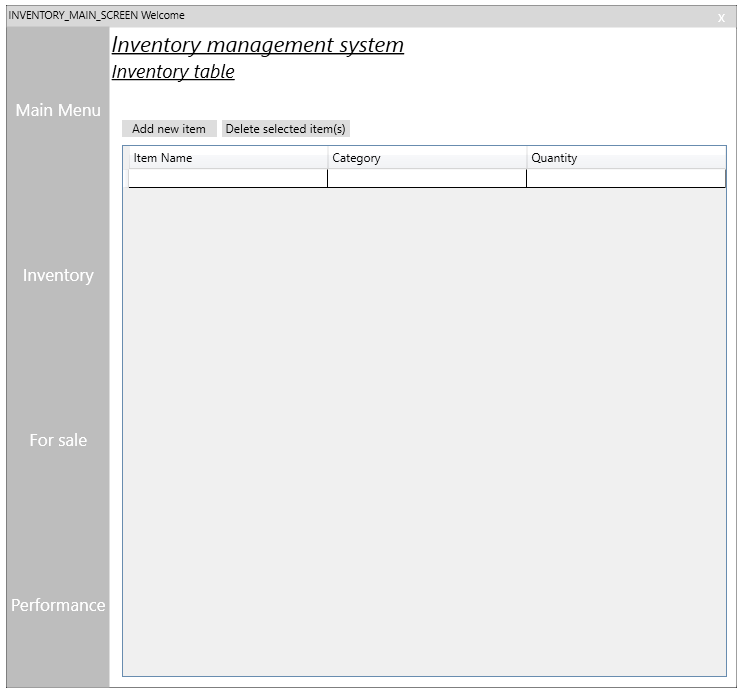 INVENTORY_MAIN_SCREEN Welcome
x
Inventory management system
Inventory table
Main Menu
Add new item
Delete selected item(s)
Item Name
Category
Quantity
Inventory
For sale
Performance